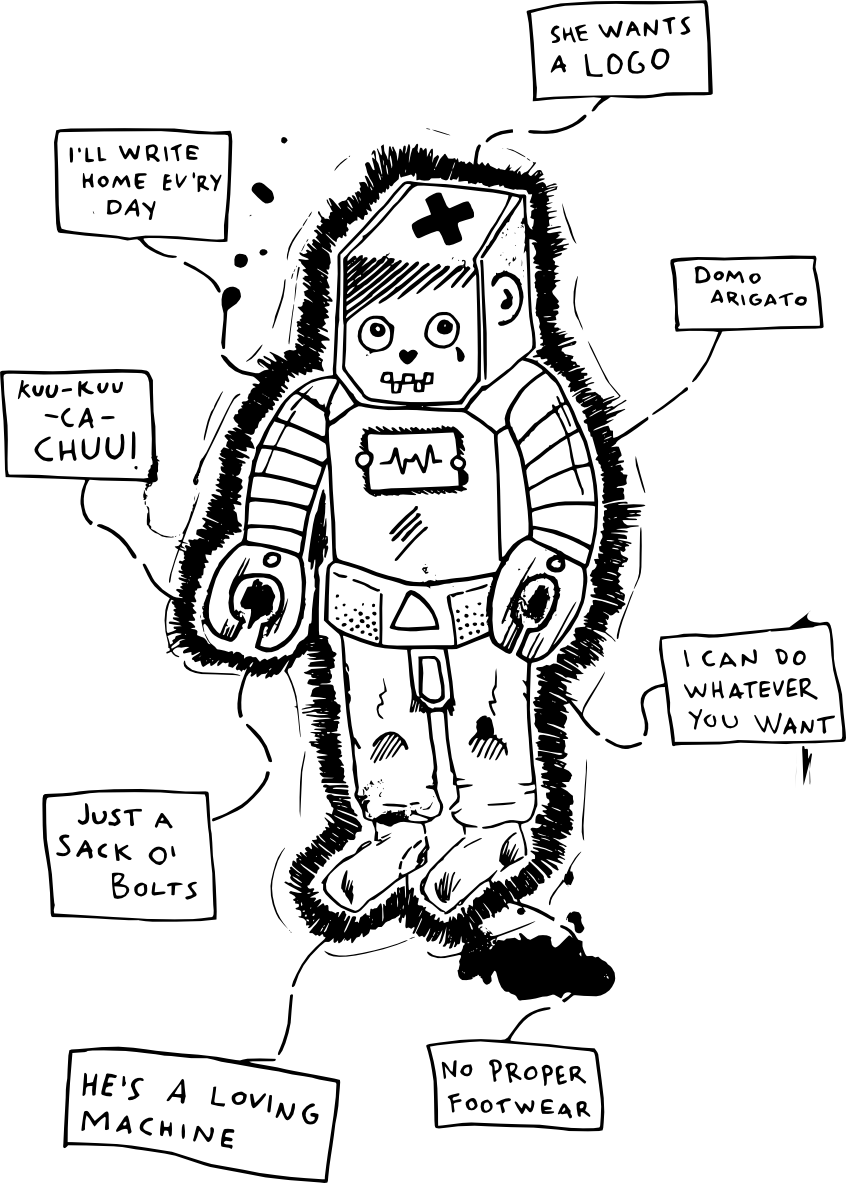 SHE WANTS
A LOGO
I'LL WRITE
HOME EV'RY
DAY
DOMO
ARIGATO
KUU-KUU
-CA-
CHUU!
I CAN DO
WHATEVER
YOU WANT
JUST A
SACK O'
BOLTS
HE'S A LOVING
MACHINE
NO PROPER
FOOTWEAR